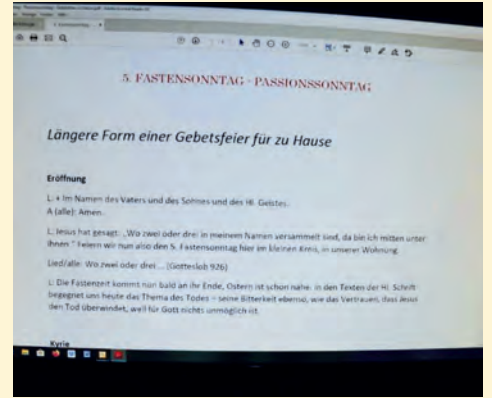 5. FASTENSONNTAG - PASSIONSSONNTAG
Längere Form einer Gebetsfeier für zu Hause
Eröffnung
L: + Im Namen des Vaters und des Sohnes und des Hl. Geistes.
A (alle): Amen.
L: Jesus hat gesagt: „Wo zwei oder drei in meinem Namen versammelt sind, da bin ich mitten unter
ihnen." Feiern wir nun also den 5. Fastensonntag hier im kleinen Kreis, in unserer Wohnung.
Lied/alle: Wo zwei oder drei ... (Gotteslob 926)
L: Die Fastenzeit kommt nun bald an ihr Ende, Ostern ist schon nahe. in den Texten der Hl. Schrift
begegnet uns heute das Thema des Todes – seine Bitterkeit ebenso, wie das Vertrauen, dass Jesus
den Tod überwindet, weil für Gott nichts unmöglich ist.
Kyrie